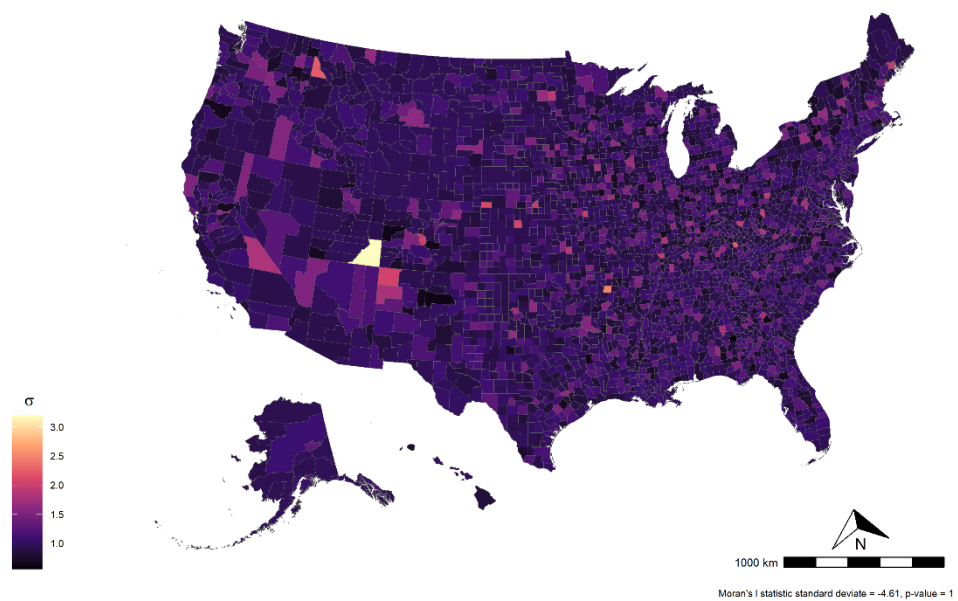 σ
3.0
2.5
2.0
1.5
1.0
N
1000 km
Moran's I statistic standard deviate = -4.61, p-value = 1